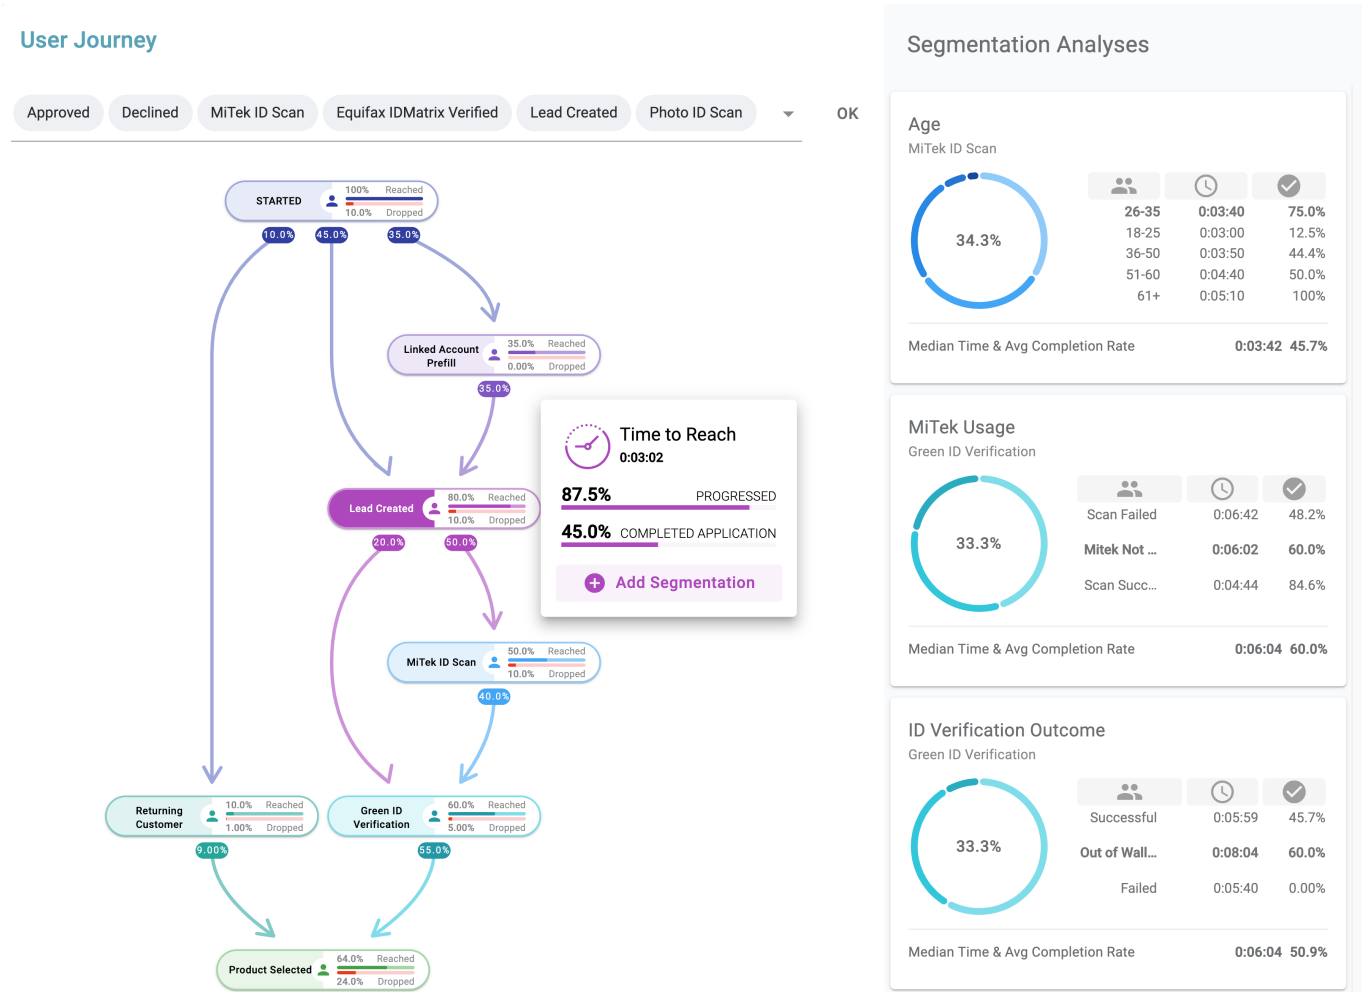 User Journey
Approved
Declined
MiTek ID Scan
Equifax IDMatrix Verified
Lead Created
Photo ID Scan
OK
STARTED
100% Reached
10.0% Dropped
10.0%
45.0%
35.0%
Linked Account
Prefill
35.0% Reached
0.00% Dropped
35.0%
Time to Reach
0:03:02
87.5% PROGRESSED
45.0% COMPLETED APPLICATION
Add Segmentation
Lead Created
80.0% Reached
10.0% Dropped
20.0%
50.0%
MiTek ID Scan
50.0% Reached
10.0% Dropped
40.0%
Returning
Customer
10.0% Reached
1.00% Dropped
9.00%
Green ID
Verification
60.0% Reached
5.00% Dropped
55.0%
Product Selected
64.0% Reached
24.0% Dropped
Segmentation Analyses
Age
MiTek ID Scan
34.3%
26-35 0:03:40 75.0%
18-25 0:03:00 12.5%
36-50 0:03:50 44.4%
51-60 0:04:40 50.0%
61+ 0:05:10 100%
Median Time & Avg Completion Rate 0:03:42 45.7%
MiTek Usage
Green ID Verification
33.3%
Scan Failed 0:06:42 48.2%
Mitek Not ... 0:06:02 60.0%
Scan Succ... 0:04:44 84.6%
Median Time & Avg Completion Rate 0:06:04 60.0%
ID Verification Outcome
Green ID Verification
33.3%
Successful 0:05:59 45.7%
Out of Wall... 0:08:04 60.0%
Failed 0:05:40 0.00%
Median Time & Avg Completion Rate 0:06:04 50.9%